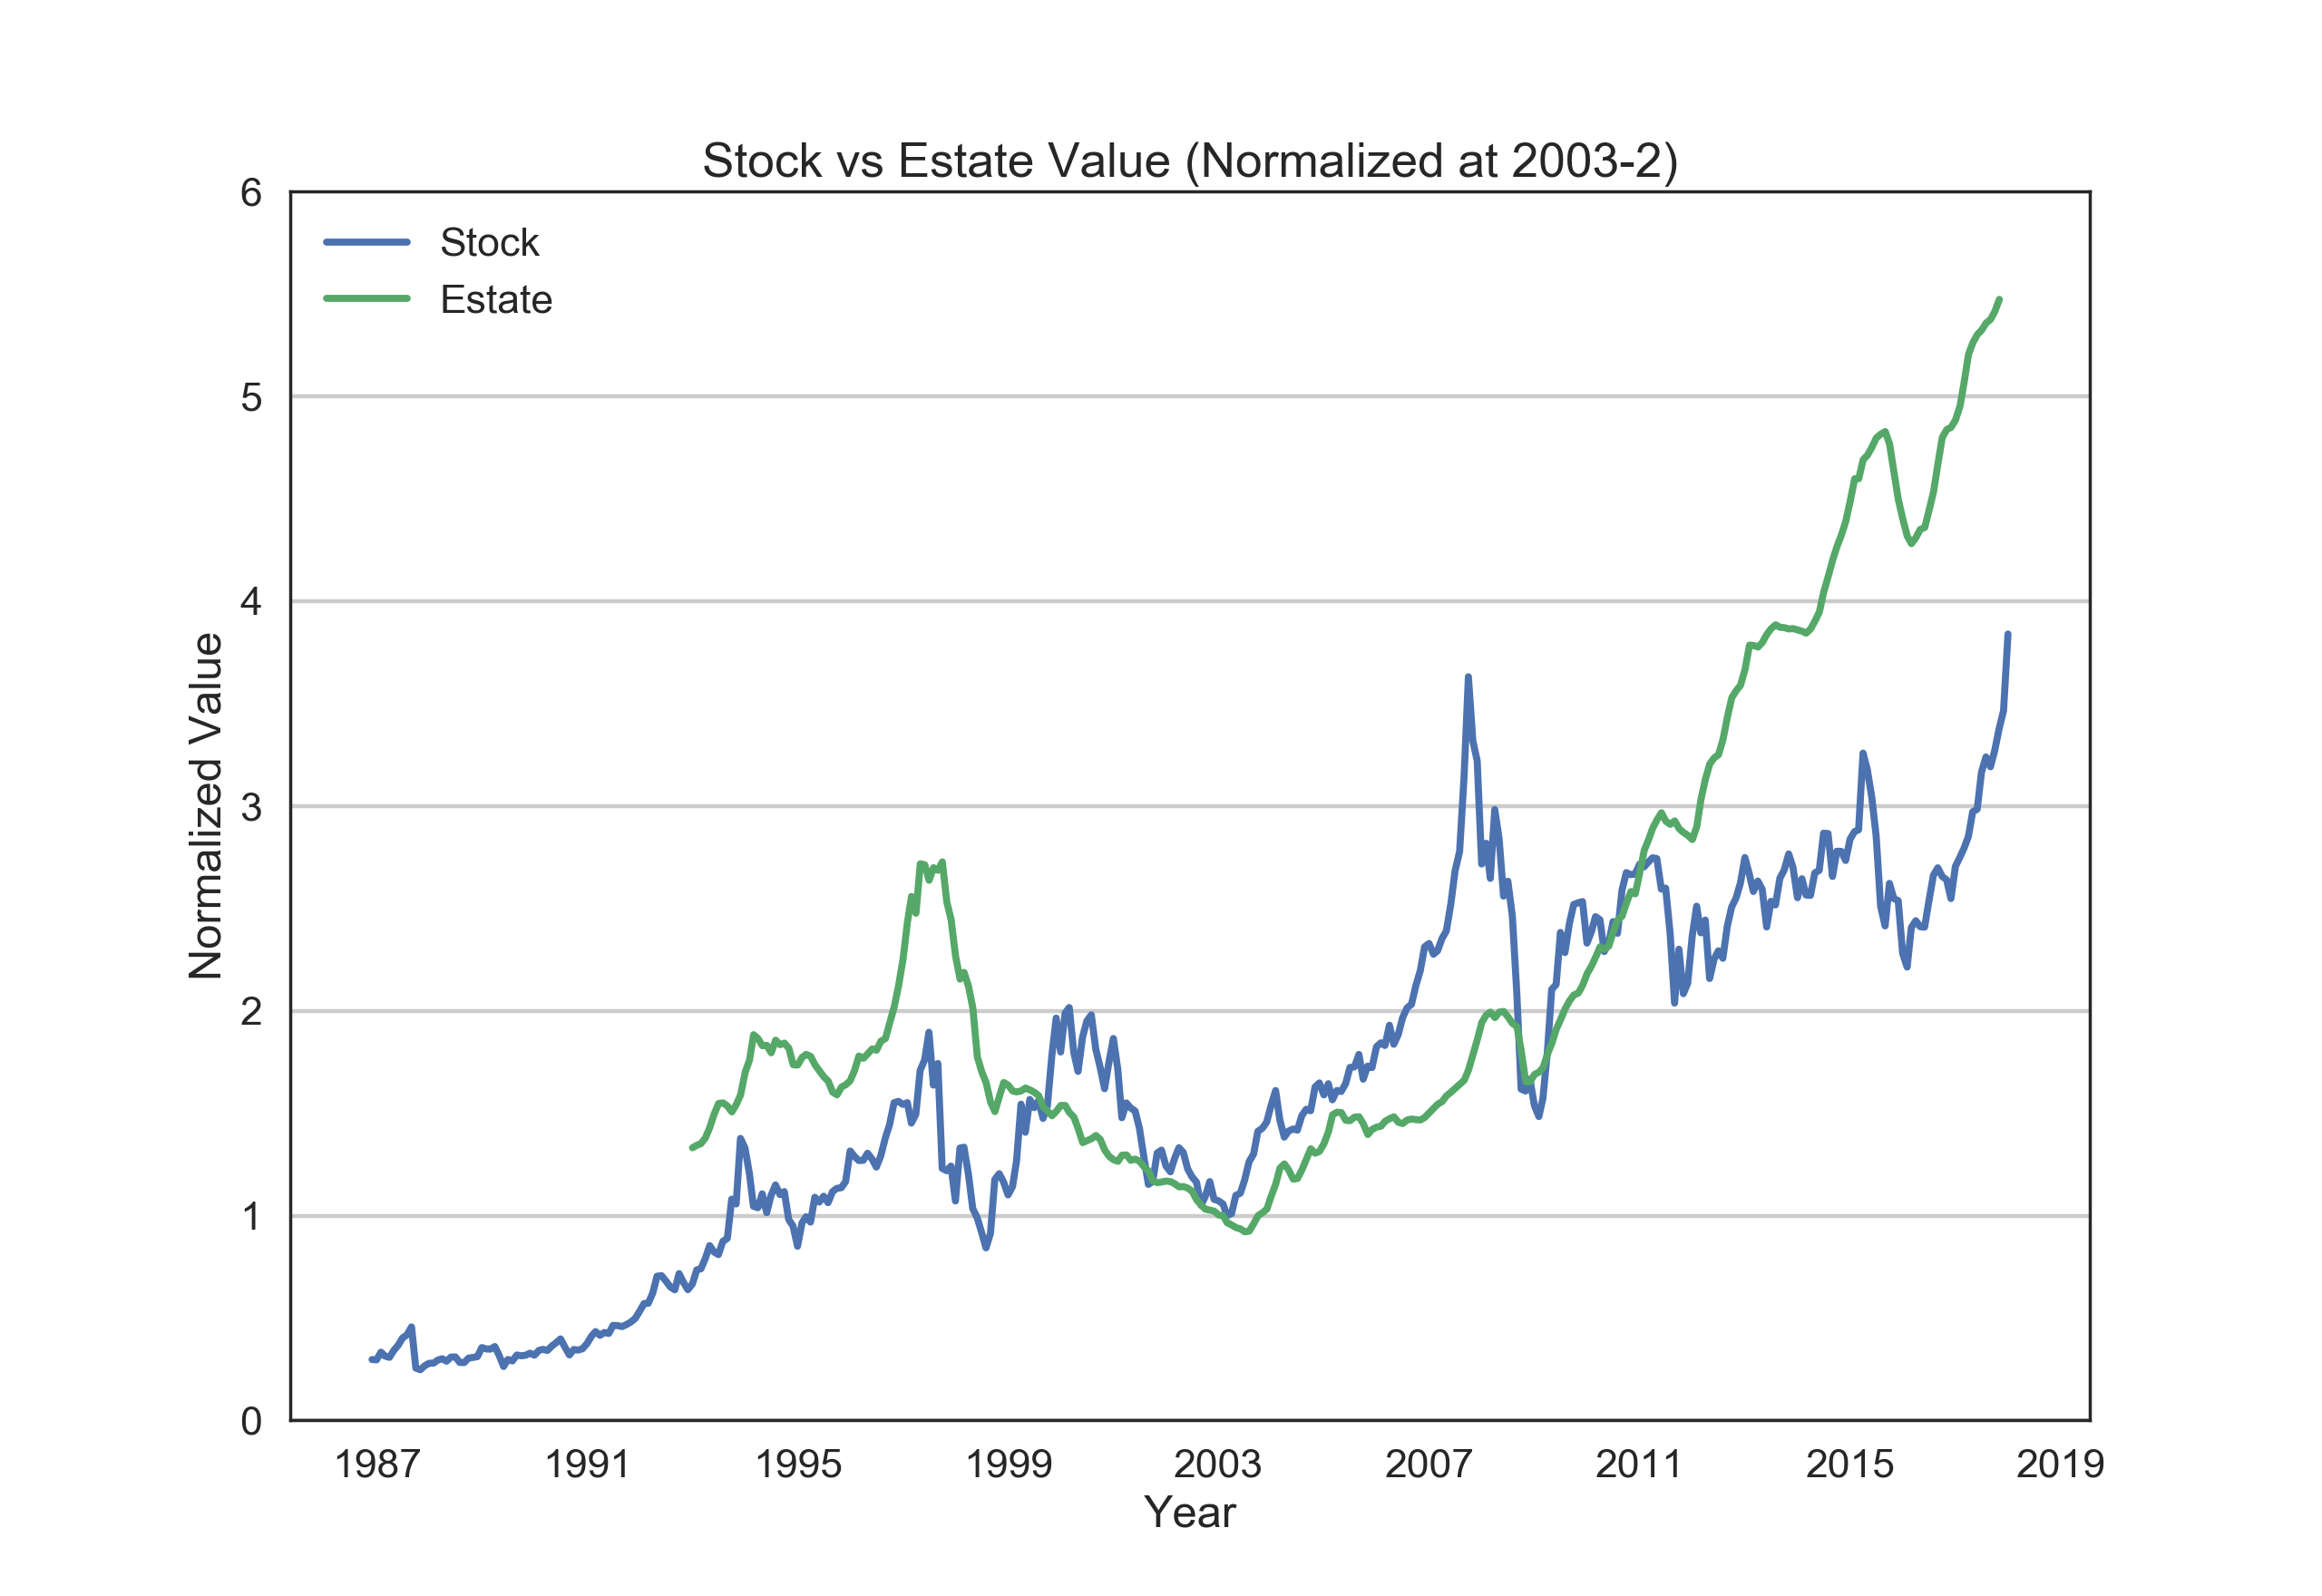 Stock vs Estate Value (Normalized at 2003-2)
6
Stock
Estate
5
4
3
2
1
0
Normalized Value
1987 1991 1995 1999 2003 2007 2011 2015 2019
Year